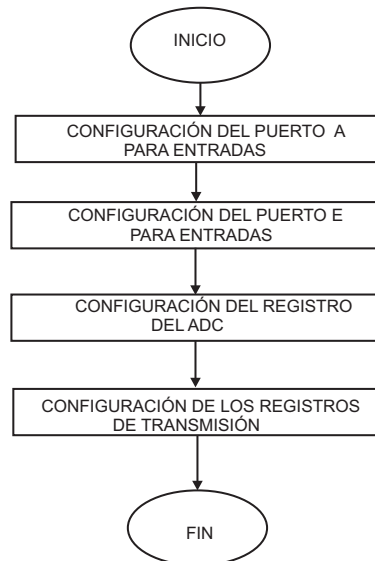 INICIO
CONFIGURACIÓN DEL PUERTO A
PARA ENTRADAS
CONFIGURACIÓN DEL PUERTO E
PARA ENTRADAS
CONFIGURACIÓN DEL REGISTRO
DEL ADC
CONFIGURACIÓN DE LOS REGISTROS
DE TRANSMISIÓN
FIN